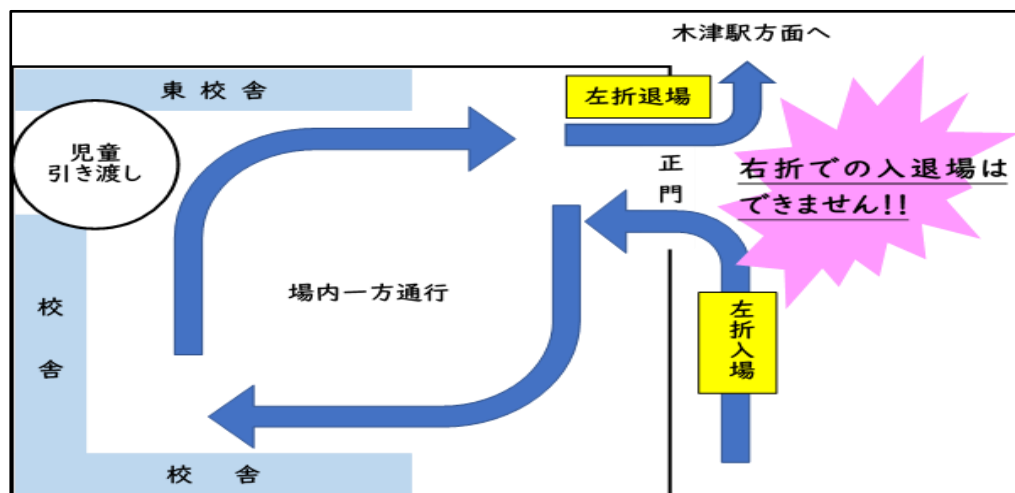 木津駅方面へ
東校舎
左折退場
児童
引き渡し
正門
右折での入退場は
できません!!
場内一方通行
校舎
左折入場
校舎